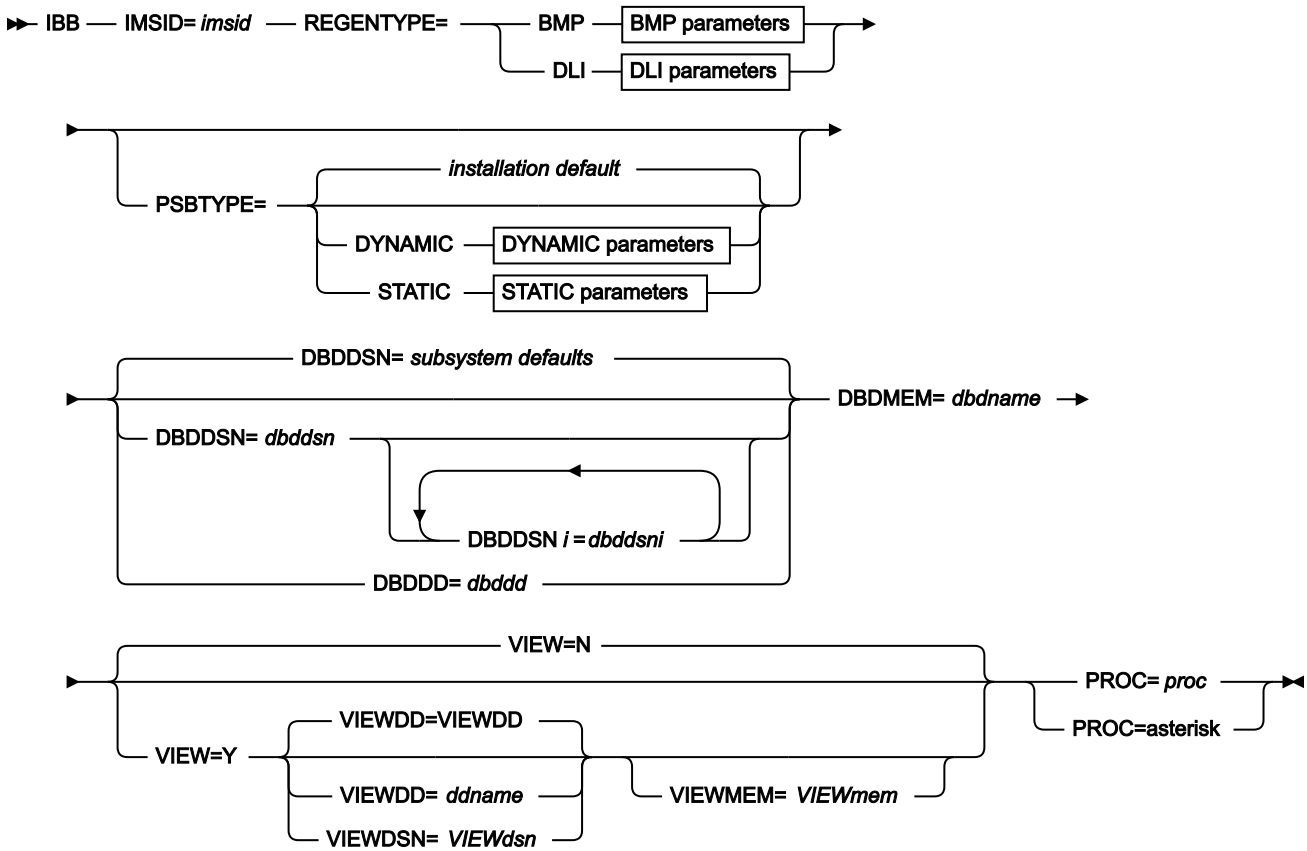 IBB IMSID= imsid REGENTYPE= BMP BMP parameters
DLI DLI parameters
installation default
PSBTYPE=
DYNAMIC DYNAMIC parameters
STATIC STATIC parameters
DBDDSN= subsystem defaults
DBDMEM= dbdname
DBDDSN= dbddsn
DBDDSN i =dbddsni
DBDDD= dbddd
VIEW=N
PROC= proc
VIEWDD=VIEWDD
PROC=asterisk
VIEW=Y
VIEWDD= ddname
VIEWMEM= VIEWmem
VIEWDSN= VIEWdsn